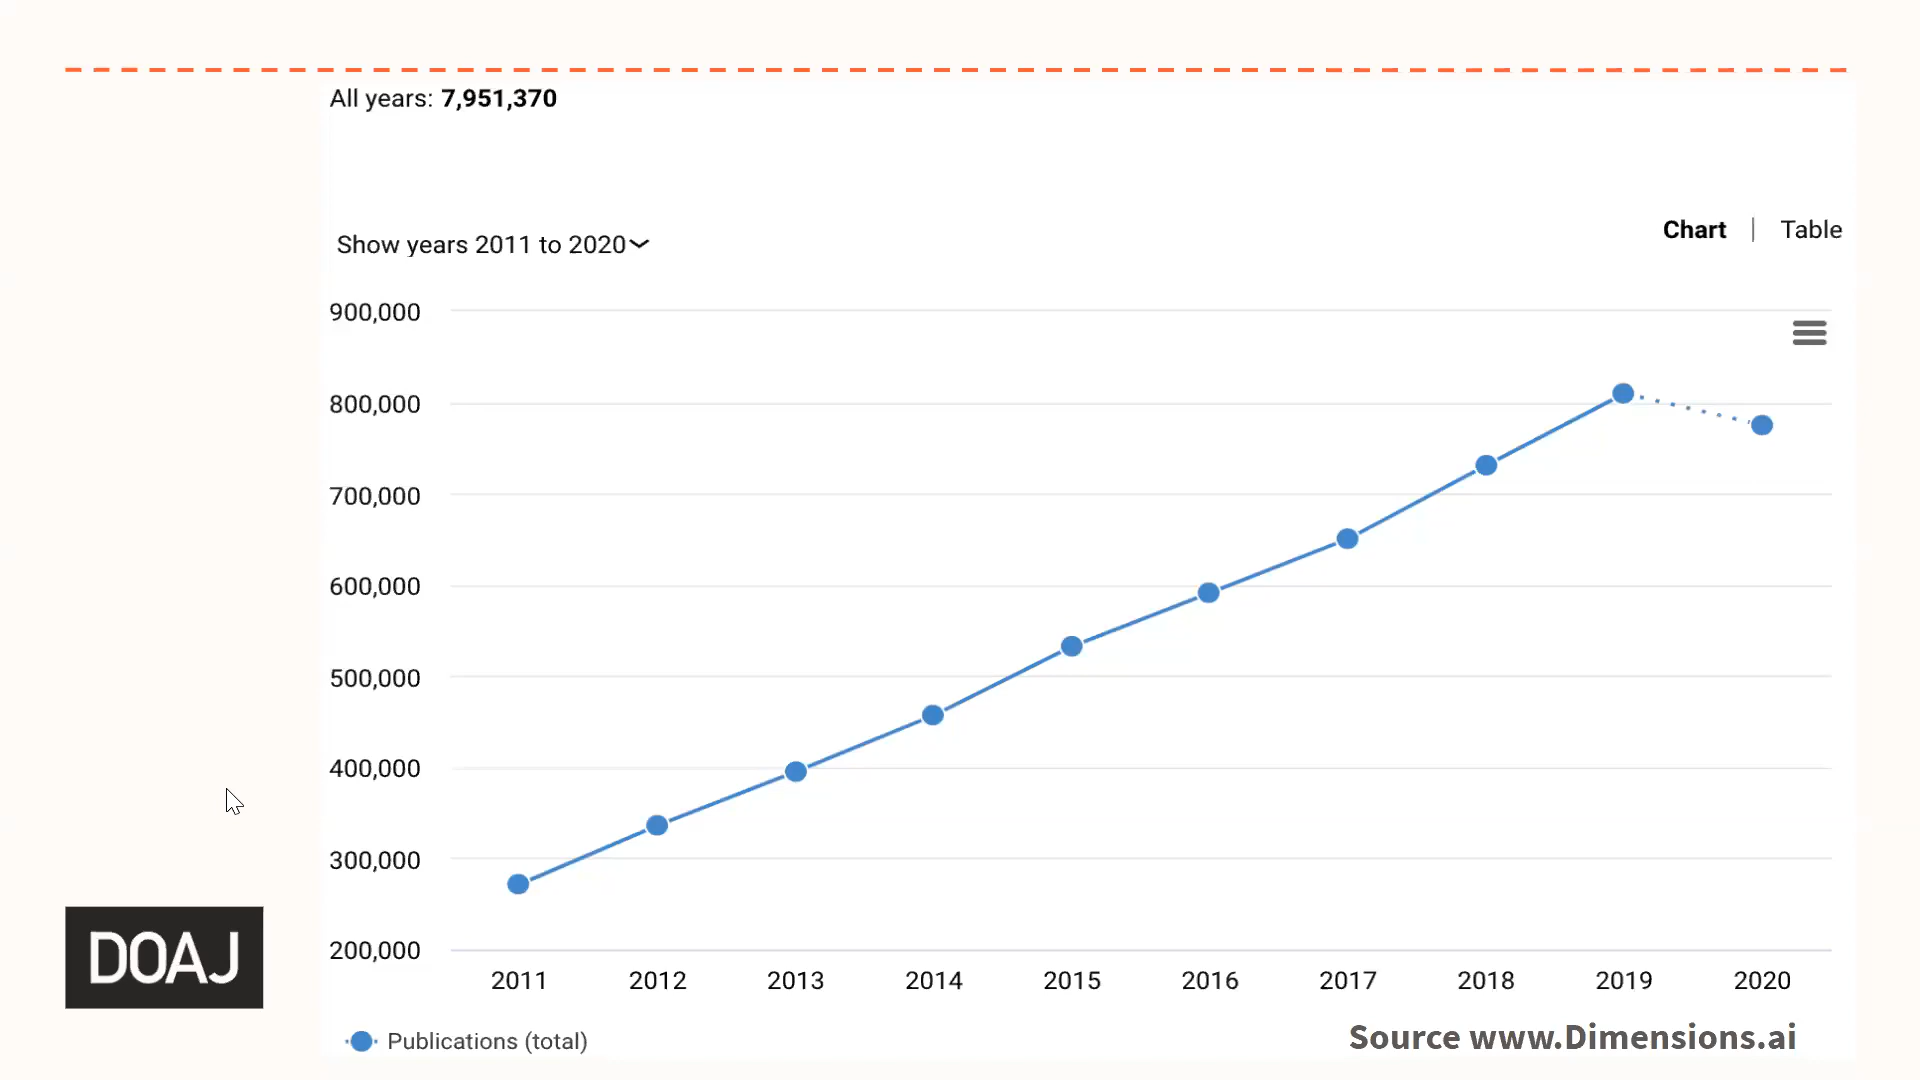 All years: 7,951,370
Chart | Table
Show years 2011 to 2020
900,000
800,000
700,000
600,000
500,000
400,000
300,000
200,000
2011 2012 2013 2014 2015 2016 2017 2018 2019 2020
DOAJ
Publications (total)
Source www.Dimensions.ai